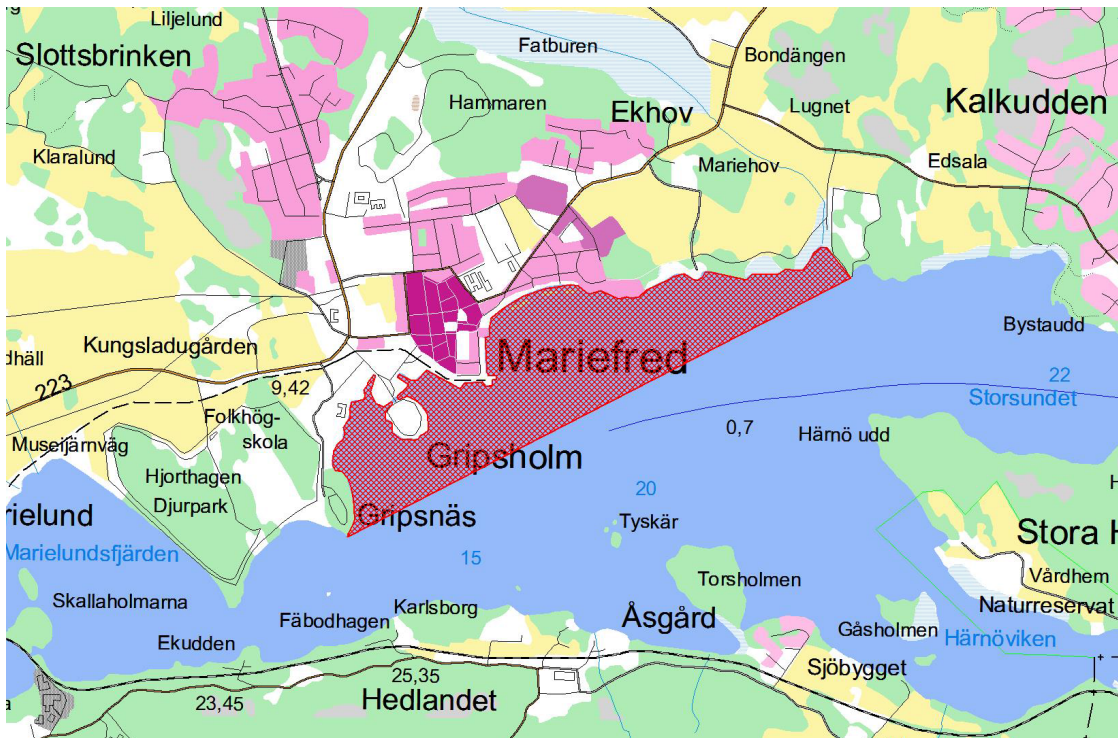 Liljelund
Slottsbrinken
Fatburen
Bondängen
Hammaren
Lugnet
Kalkudden
Ekhov
Klaralund
Mariehov
Edsala
Bystaudd
Kungsladugården
Mariefred
dhäll
223
9,42
22
Storsundet
Folkhög-
skola
0,7
Härnö udd
Museijärnväg
Gripsholm
Hjorthagen
Djurpark
H
20
rielund
Gripsnäs
Tyskär
Stora H
Marielundsfjärden
15
Torsholmen
Vårdhem
Skallaholmarna
Karlsborg
Naturreservat
Fäbodhagen
Åsgård
Gåsholmen
Härnöviken
Ekudden
Sjöbygget
25,35
23,45
Hedlandet
a